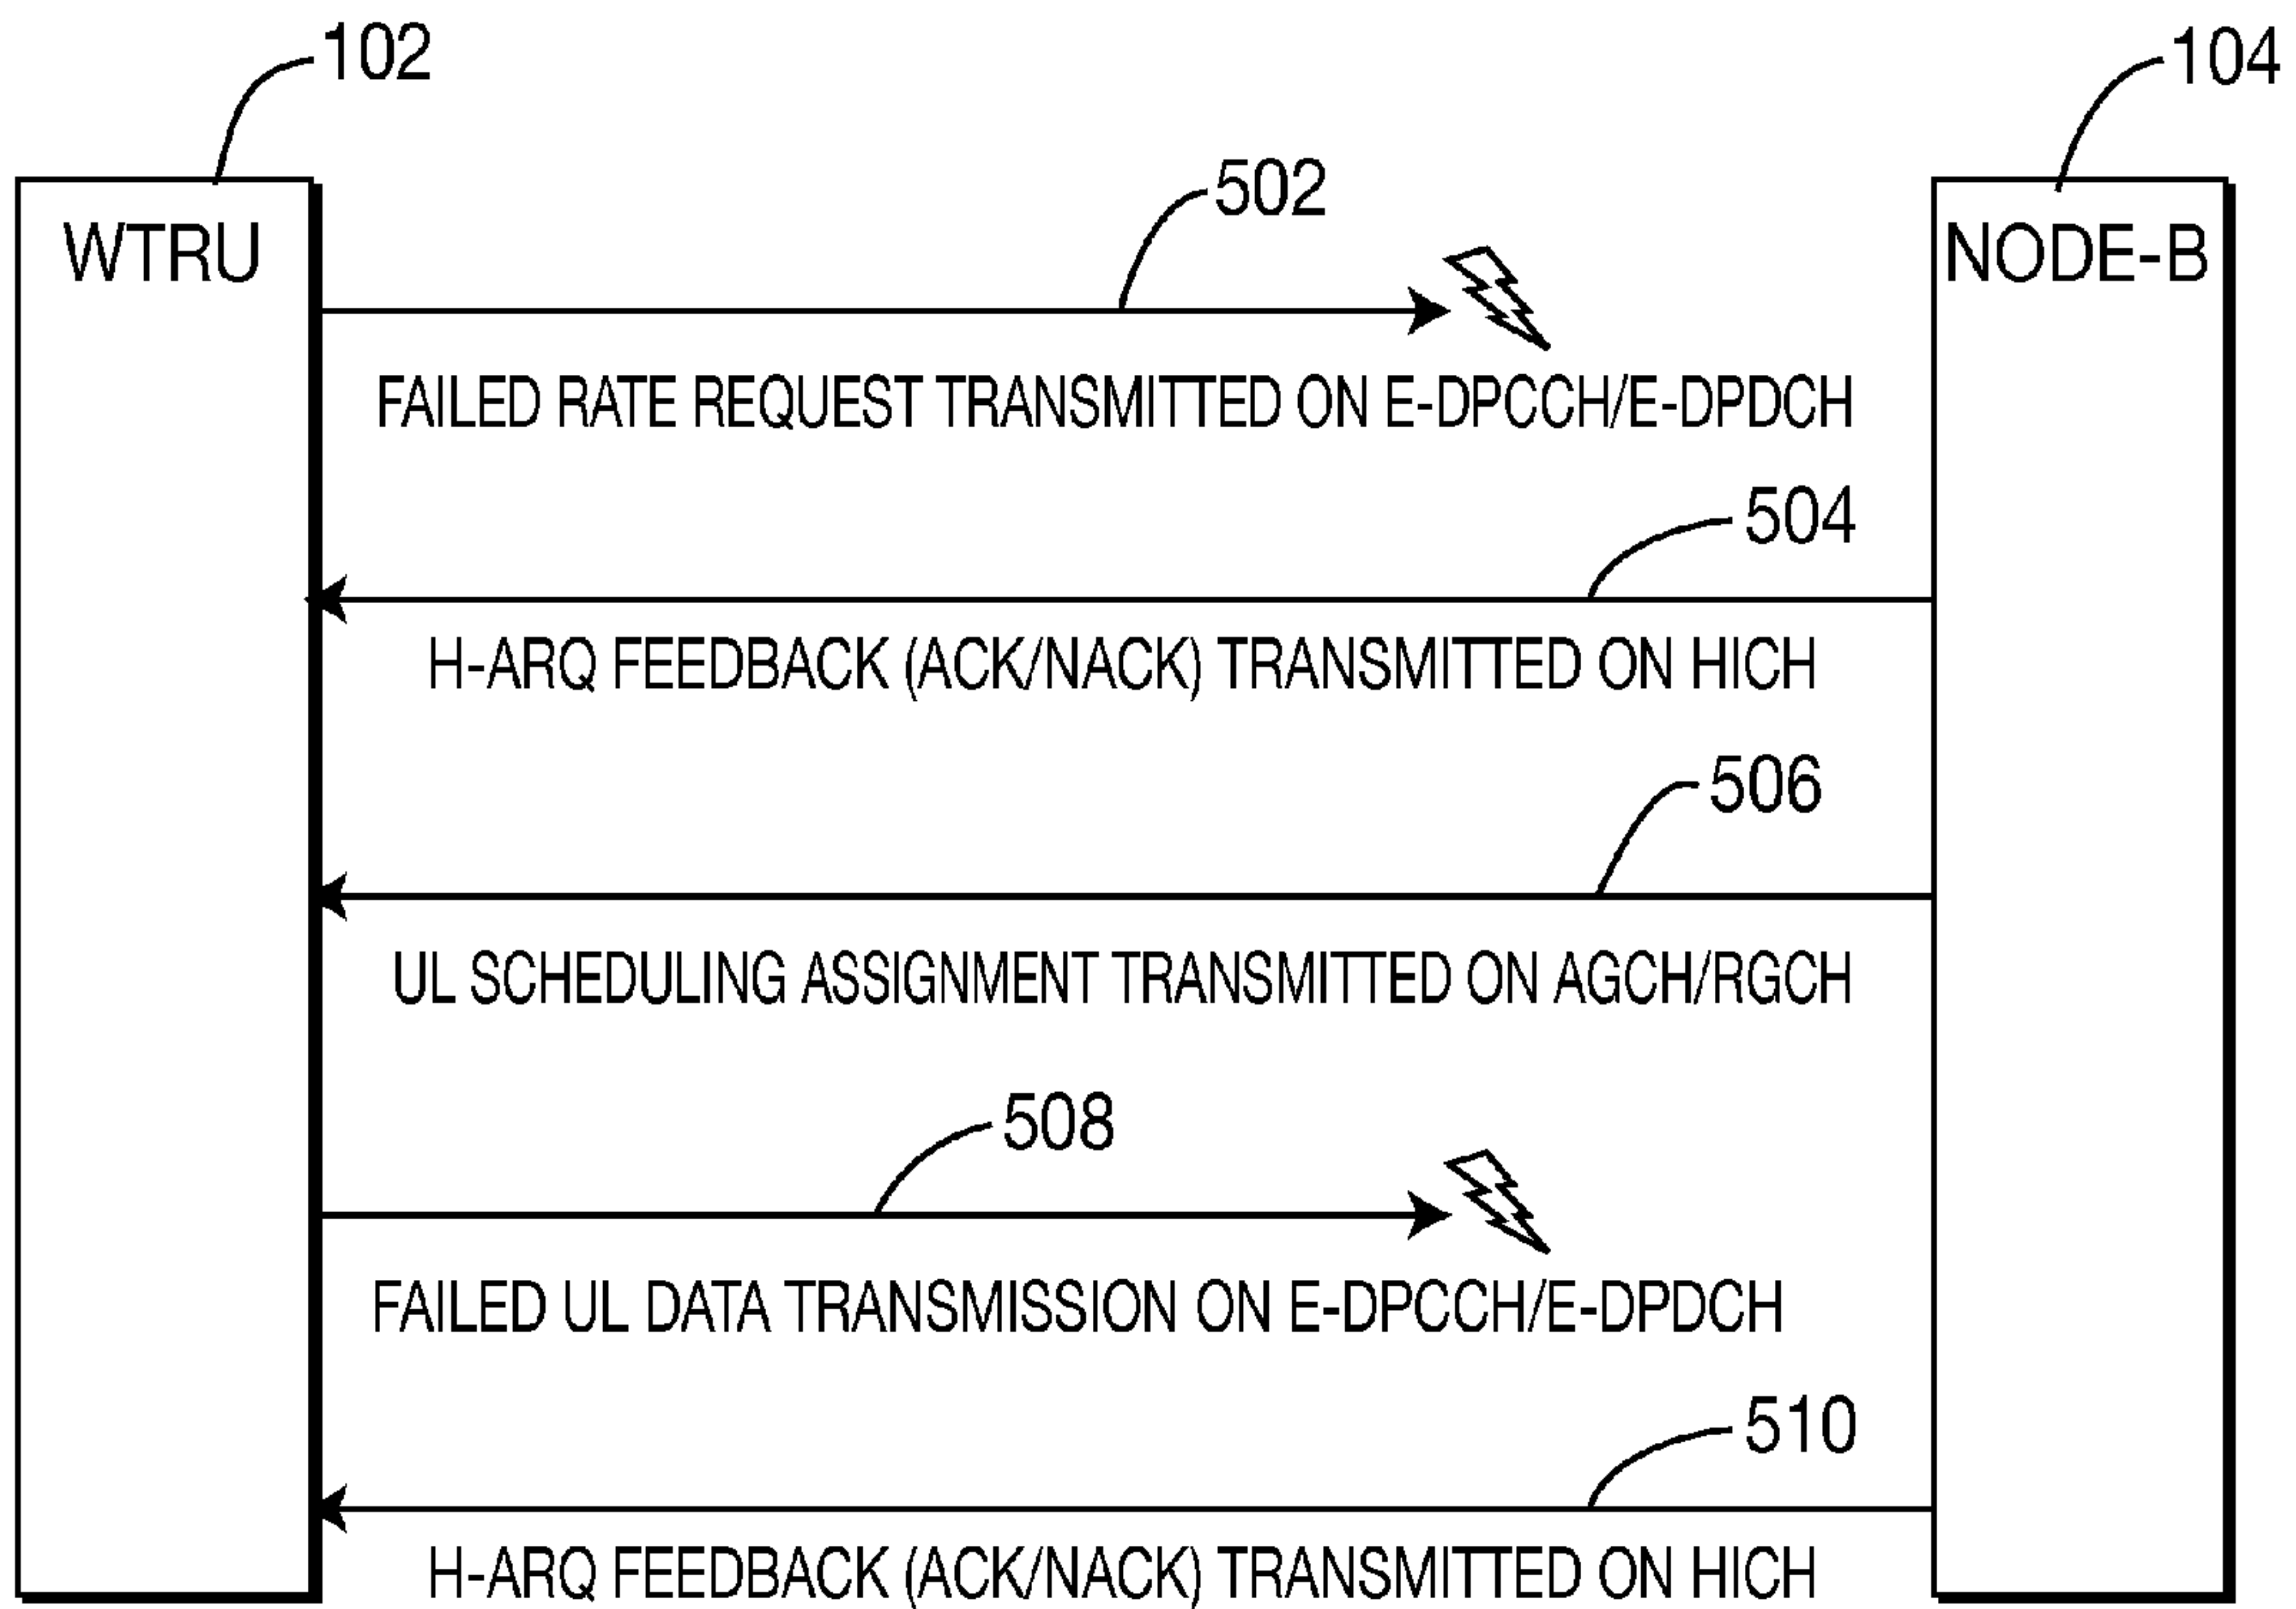 102
104
WTRU
NODE-B
502
FAILED RATE REQUEST TRANSMITTED ON E-DPCCH/E-DPDCH
504
H-ARQ FEEDBACK (ACK/NACK) TRANSMITTED ON HICH
506
UL SCHEDULING ASSIGNMENT TRANSMITTED ON AGCH/RGCH
508
FAILED UL DATA TRANSMISSION ON E-DPCCH/E-DPDCH
510
H-ARQ FEEDBACK (ACK/NACK) TRANSMITTED ON HICH